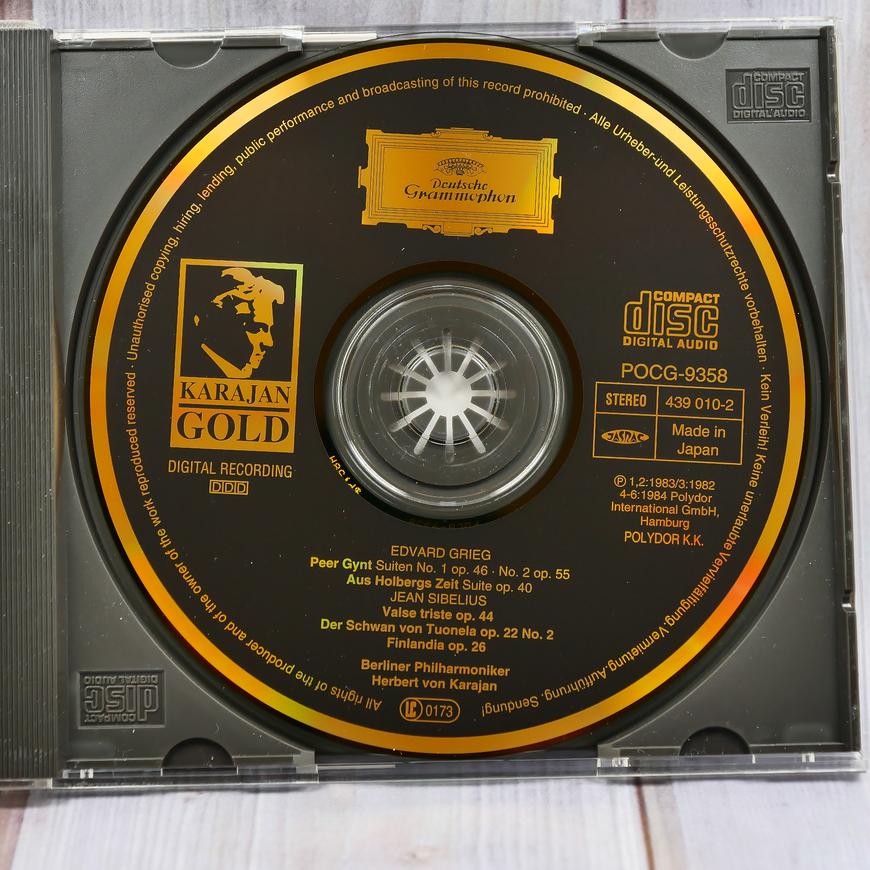 Unauthorised copying, hiring, lending, public performance and broadcasting of this record prohibited · Alle Urheber-und Leistungsschutzrechte vorbehalten · Kein Verleih! Keine unerlaubte Vervielfältigung, Vermietung, Aufführung, Sendung!
All rights of the producer and of the owner of the work reproduced reserved ·
COMPACT
disc
DIGITAL AUDIO
Deutsche
Grammophon
KARAJAN
GOLD
DIGITAL RECORDING
DDD
COMPACT
disc
DIGITAL AUDIO
POCG-9358
STEREO
439 010-2
JASRAC
Made in
Japan
℗ 1,2:1983/3:1982
4-6:1984 Polydor
International GmbH,
Hamburg
POLYDOR K.K.
EDVARD GRIEG
Peer Gynt Suiten No. 1 op. 46 · No. 2 op. 55
Aus Holbergs Zeit Suite op. 40
JEAN SIBELIUS
Valse triste op. 44
Der Schwan von Tuonela op. 22 No. 2
Finlandia op. 26
Berliner Philharmoniker
Herbert von Karajan
LC 0173
COMPACT
disc
DIGITAL AUDIO